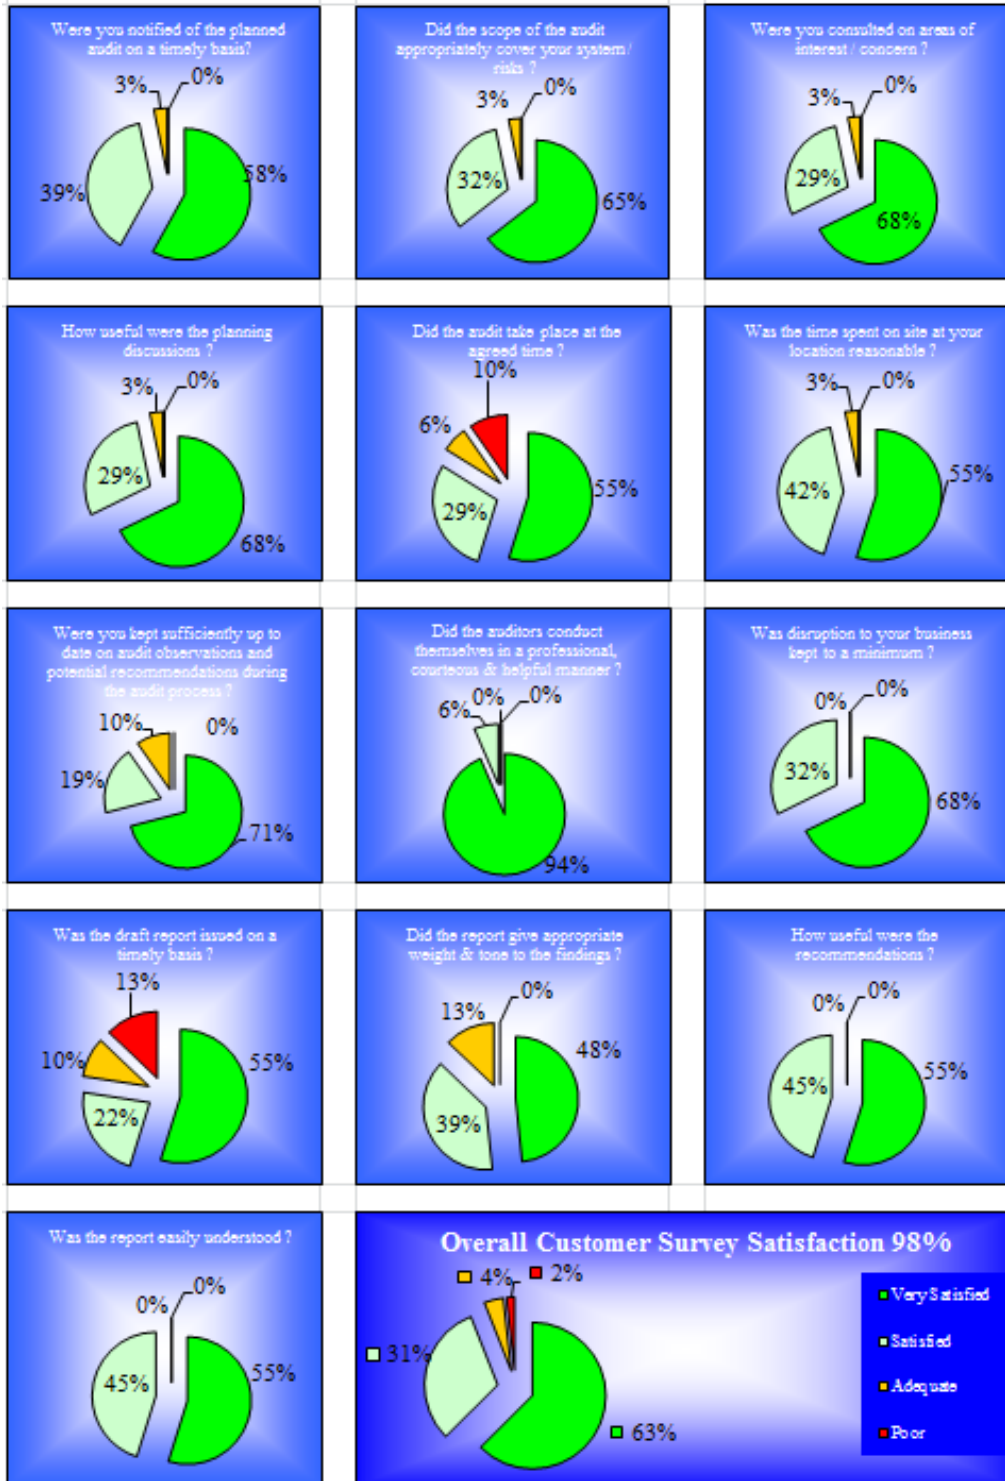 Were you notified of the planned
audit on a timely basis?
3%
0%
39%
58%
Did the scope of the audit
appropriately cover your system /
risks ?
3%
0%
32%
65%
Were you consulted on areas of
interest / concern ?
3%
0%
29%
68%
How useful were the planning
discussions ?
3%
0%
29%
68%
Did the audit take place at the
agreed time ?
10%
6%
29%
55%
Was the time spent on site at your
location reasonable ?
3%
0%
42%
55%
Were you kept sufficiently up to
date on audit observations and
potential recommendations during
the audit process ?
10%
0%
19%
71%
Did the auditors conduct
themselves in a professional,
courteous & helpful manner ?
6%
0%
0%
94%
Was disruption to your business
kept to a minimum ?
0%
0%
32%
68%
Was the draft report issued on a
timely basis ?
13%
10%
22%
55%
Did the report give appropriate
weight & tone to the findings ?
13%
0%
39%
48%
How useful were the
recommendations ?
0%
0%
45%
55%
Was the report easily understood ?
0%
0%
45%
55%
Overall Customer Survey Satisfaction 98%
4%
2%
31%
63%
Very Satisfied
Satisfied
Adequate
Poor